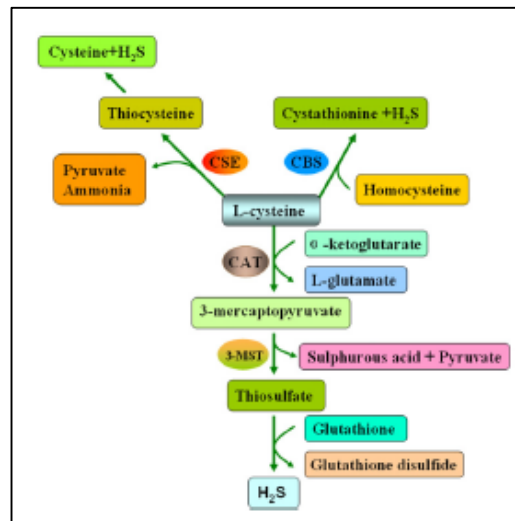 Cysteine+H₂S
Thiocysteine
Cystathionine +H₂S
CSE
CBS
Pyruvate
Ammonia
Homocysteine
L-cysteine
α-ketoglutarate
CAT
L-glutamate
3-mercaptopyruvate
3-MST
Sulphurous acid + Pyruvate
Thiosulfate
Glutathione
Glutathione disulfide
H₂S